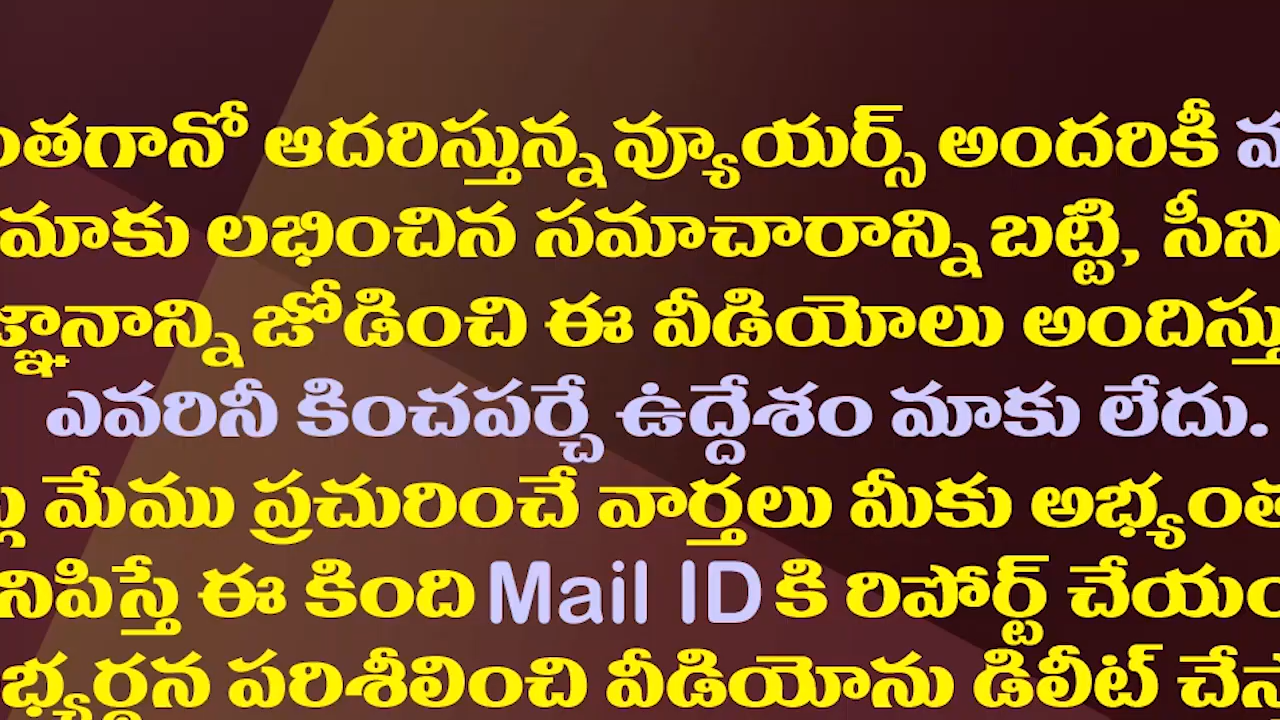 ఆదరిస్తున్న వ్యూయర్స్ అందరికీ
మాకు లభించిన సమాచారాన్ని బట్టి,
జోడించి ఈ వీడియోలు
ఎవరినీ కించపర్చే ఉద్దేశం మాకు లేదు.
మేము ప్రచురించే వార్తలు మీకు
ఈ కింది Mail ID కి రిపోర్ట్
పరిశీలించి వీడియోను డిలీట్